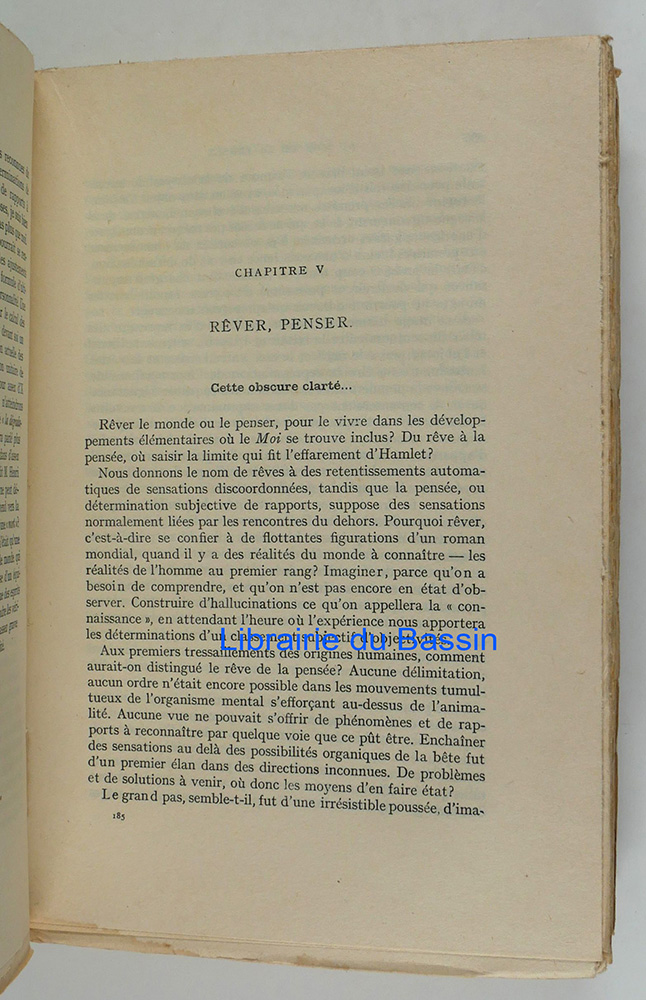 CHAPITRE V
RÊVER, PENSER.
Cette obscure clarté...
Rêver le monde ou le penser, pour le vivre dans les dévelop-
pements élémentaires où le Moi se trouve inclus? Du rêve à la
pensée, où saisir la limite qui fit l'effarement d'Hamlet?
Nous donnons le nom de rêves à des retentissements automa-
tiques de sensations discoordonnées, tandis que la pensée, ou
détermination subjective de rapports, suppose des sensations
normalement liées par les rencontres du dehors. Pourquoi rêver,
c'est-à-dire se confier à de flottantes figurations d'un roman
mondial, quand il y a des réalités du monde à connaître — les
réalités de l'homme au premier rang? Imaginer, parce qu'on a
besoin de comprendre, et qu'on n'est pas encore en état d'ob-
server. Construire d'hallucinations ce qu'on appellera la « con-
naissance », en attendant l'heure où l'expérience nous apportera
les déterminations d'un classement subjectif d'objectivités.
Librairie du Bassin
Aux premiers tressaillements des origines humaines, comment
aurait-on distingué le rêve de la pensée? Aucune délimitation,
aucun ordre n'était encore possible dans les mouvements tumul-
tueux de l'organisme mental s'efforçant au-dessus de l'anima-
lité. Aucune vue ne pouvait s'offrir de phénomènes et de rap-
ports à reconnaître par quelque voie que ce pût être. Enchaîner
des sensations au delà des possibilités organiques de la bête fut
d'un premier élan dans des directions inconnues. De problèmes
et de solutions à venir, où donc les moyens d'en faire état?
Le grand pas, semble-t-il, fut d'une irrésistible poussée, d'ima-
185